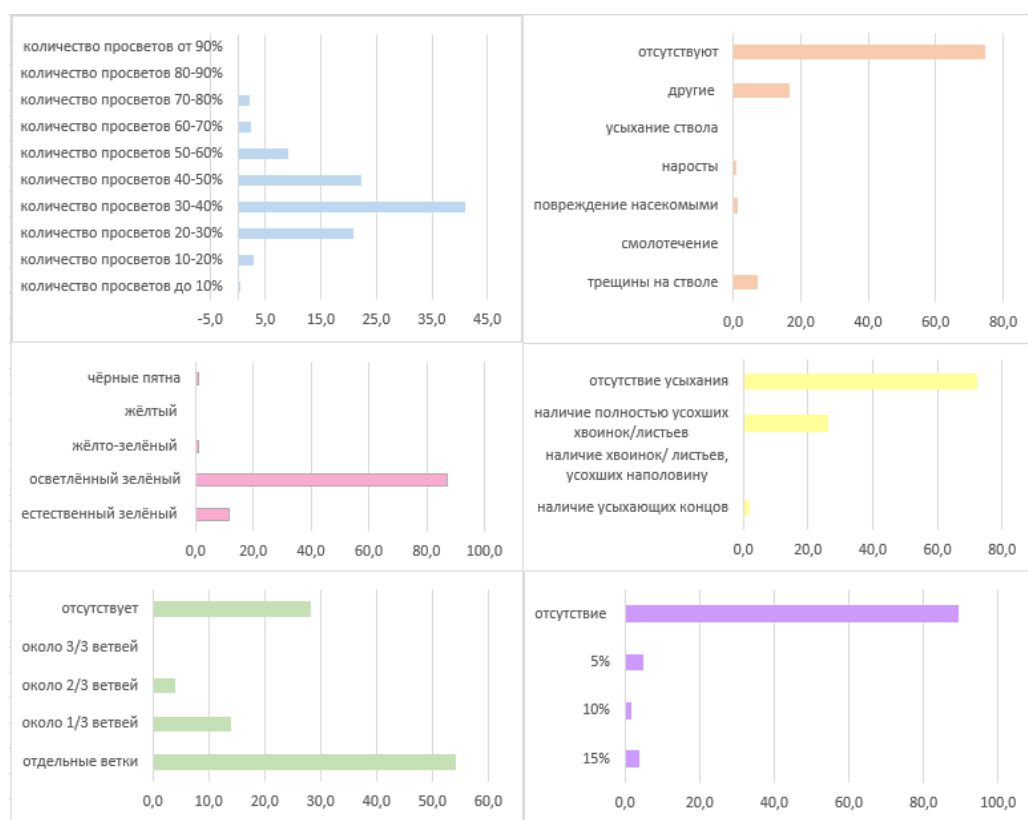 количество просветов от 90%
количество просветов 80-90%
количество просветов 70-80%
количество просветов 60-70%
количество просветов 50-60%
количество просветов 40-50%
количество просветов 30-40%
количество просветов 20-30%
количество просветов 10-20%
количество просветов до 10%
-5,0 5,0 15,0 25,0 35,0 45,0
отсутствуют
другие
усыхание ствола
наросты
повреждение насекомыми
смолотечение
трещины на стволе
0,0 20,0 40,0 60,0 80,0
чёрные пятна
жёлтый
жёлто-зелёный
осветлённый зелёный
естественный зелёный
0,0 20,0 40,0 60,0 80,0 100,0
отсутствие усыхания
наличие полностью усохших
хвоинок/листьев
наличие хвоинок/ листьев,
усохших наполовину
наличие усыхающих концов
0,0 20,0 40,0 60,0 80,0
отсутствует
около 3/3 ветвей
около 2/3 ветвей
около 1/3 ветвей
отдельные ветки
0,0 10,0 20,0 30,0 40,0 50,0 60,0
отсутствие
5%
10%
15%
0,0 20,0 40,0 60,0 80,0 100,0